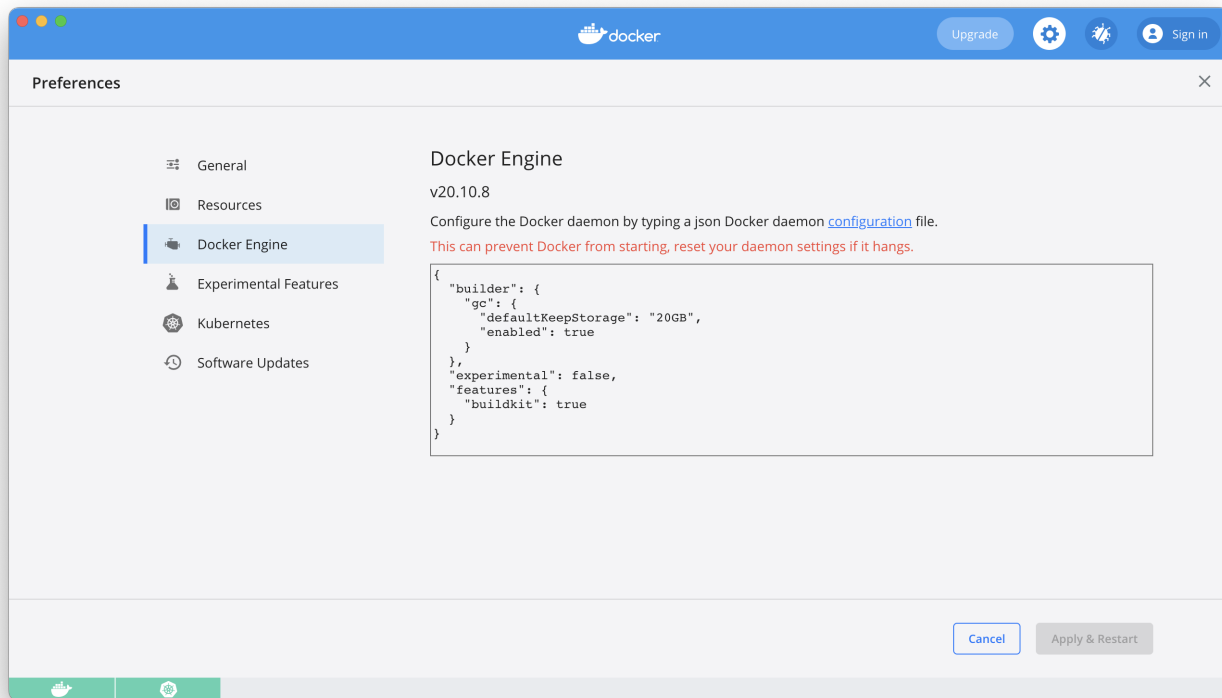 docker
Upgrade
Sign in
Preferences
General
Resources
Docker Engine
Experimental Features
Kubernetes
Software Updates
Docker Engine
v20.10.8
Configure the Docker daemon by typing a json Docker daemon configuration file.
This can prevent Docker from starting, reset your daemon settings if it hangs.
{
  "builder": {
    "gc": {
      "defaultKeepStorage": "20GB",
      "enabled": true
    }
  },
  "experimental": false,
  "features": {
    "buildkit": true
  }
}
Cancel
Apply & Restart